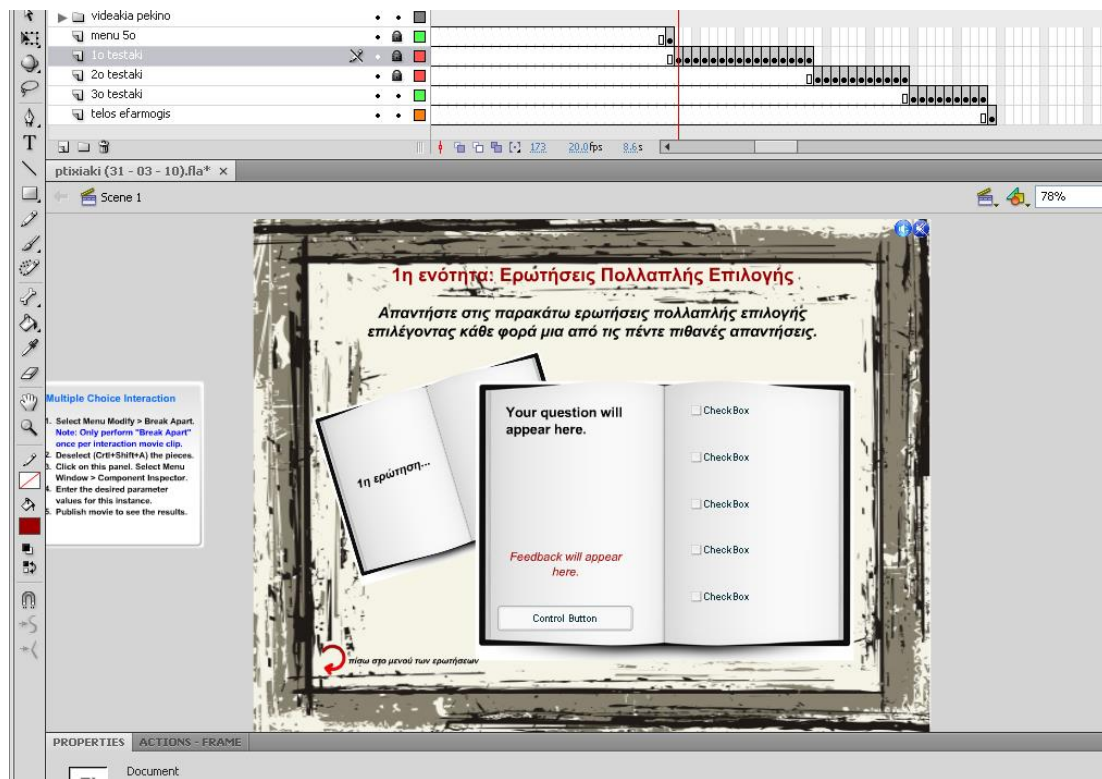 videakia pekino
menu 5o
1o testaki
2o testaki
3o testaki
telos efarmogis
173 20.0fps 8.6s
ptixiaki (31 - 03 - 10).fla* ×
Scene 1
78%
1η ενότητα: Ερωτήσεις Πολλαπλής Επιλογής
Απαντήστε στις παρακάτω ερωτήσεις πολλαπλής επιλογής
επιλέγοντας κάθε φορά μια από τις πέντε πιθανές απαντήσεις.
Multiple Choice Interaction
1. Select Menu Modify > Break Apart.
Note: Only perform "Break Apart"
once per interaction movie clip.
2. Deselect (Crtl+Shift+A) the pieces.
3. Click on this panel. Select Menu
Window > Component Inspector.
4. Enter the desired parameter
values for this instance.
5. Publish movie to see the results.
1η ερώτηση...
Your question will
appear here.
Feedback will appear
here.
Control Button
CheckBox
CheckBox
CheckBox
CheckBox
CheckBox
πίσω στο μενού των ερωτήσεων
PROPERTIES
ACTIONS - FRAME
Document